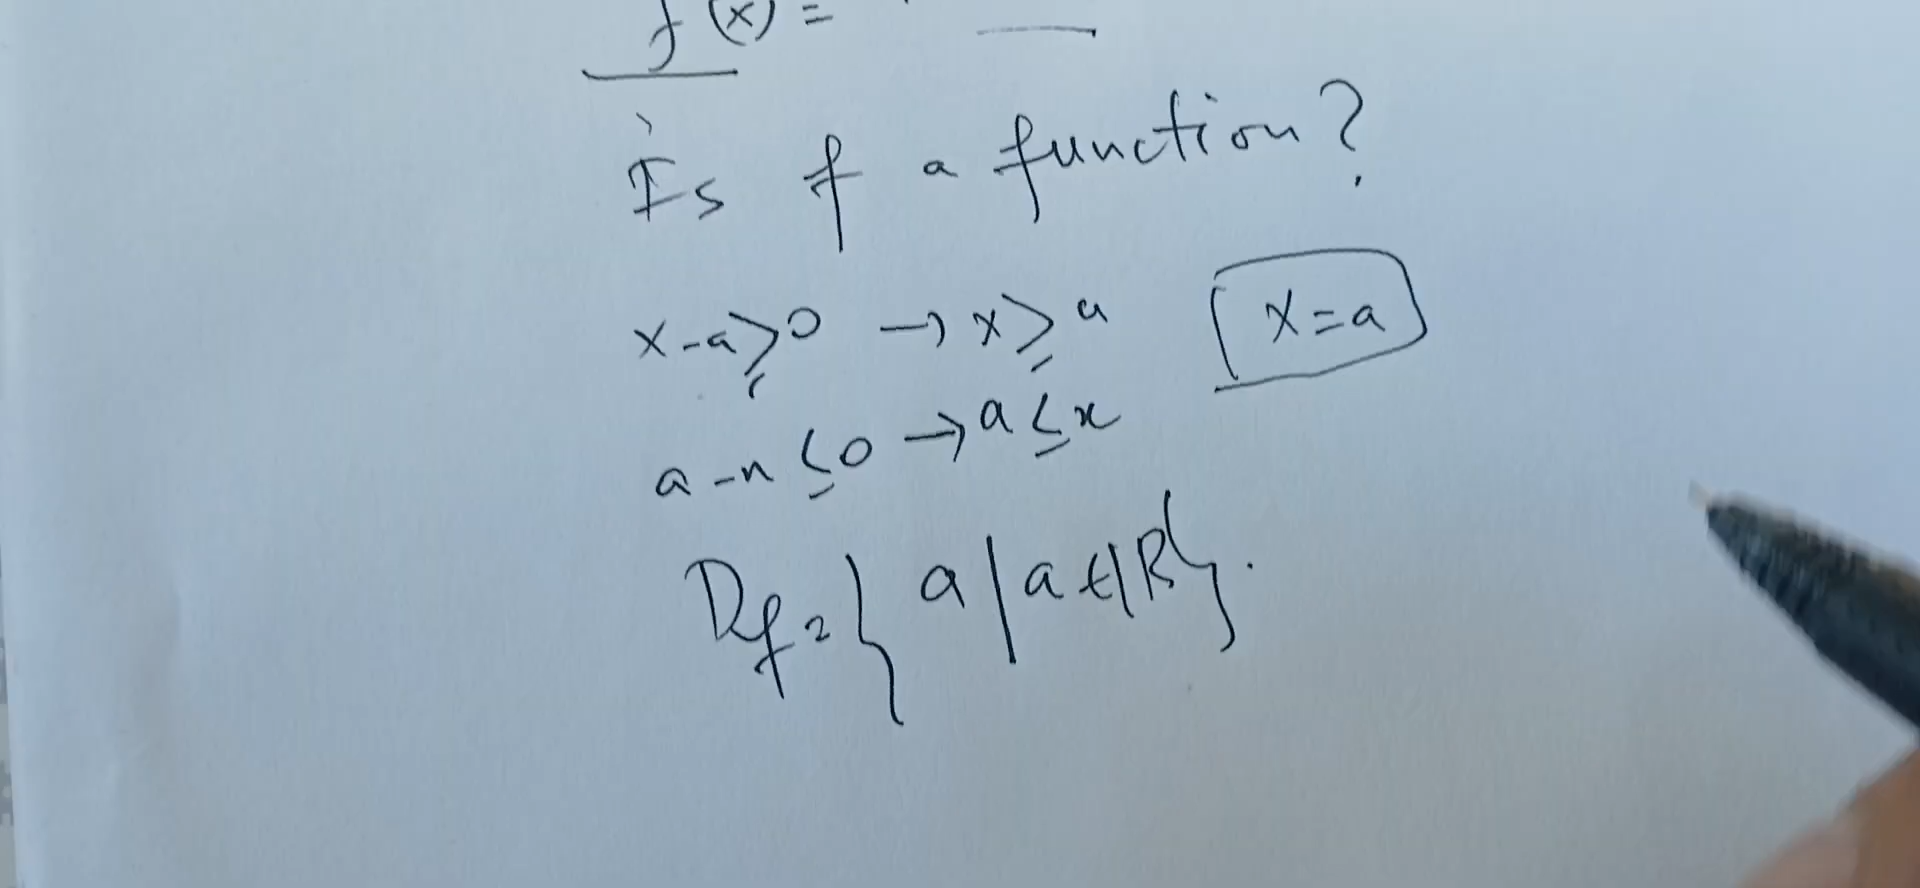 f(x) =
Is f a function?
x-a≥0 → x≥a   x=a
a-x≤0 → a≤x
Df = { a | a ∈ ℝ }.